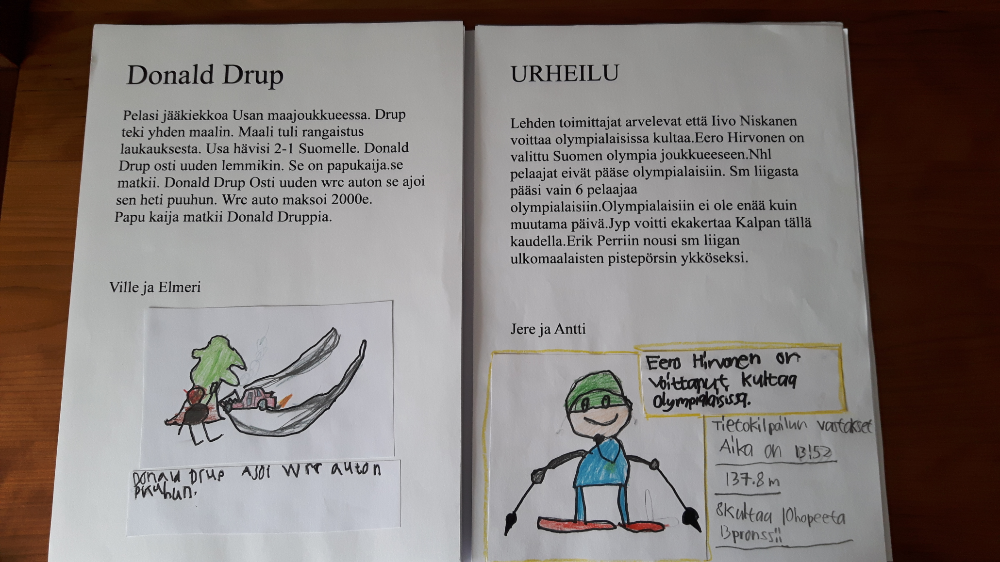 Donald Drup
Pelasi jääkiekkoa Usan maajoukkueessa. Drup
teki yhden maalin. Maali tuli rangaistus
laukauksesta. Usa hävisi 2-1 Suomelle. Donald
Drup osti uuden lemmikin. Se on papukaija.se
matkii. Donald Drup Osti uuden wrc auton se ajoi
sen heti puuhun. Wrc auto maksoi 2000e.
Papu kaija matkii Donald Druppia.
Ville ja Elmeri
Donald Drup AJoi Wrc auton
puuhun.
URHEILU
Lehden toimittajat arvelevat että Iivo Niskanen
voittaa olympialaisissa kultaa.Eero Hirvonen on
valittu Suomen olympia joukkueeseen.Nhl
pelaajat eivät pääse olympialaisiin. Sm liigasta
pääsi vain 6 pelaajaa
olympialaisiin.Olympialaisiin ei ole enää kuin
muutama päivä.Jyp voitti ekakertaa Kalpan tällä
kaudella.Erik Perriin nousi sm liigan
ulkomaalaisten pistepörsin ykköseksi.
Jere ja Antti
Eero Hirvonen on
voittanut kultaa
olympialaisissa.
Tietokilpailun vastakset
Aika on 13:52
137.8m
8kultaa 10hopeeta
13pronssii